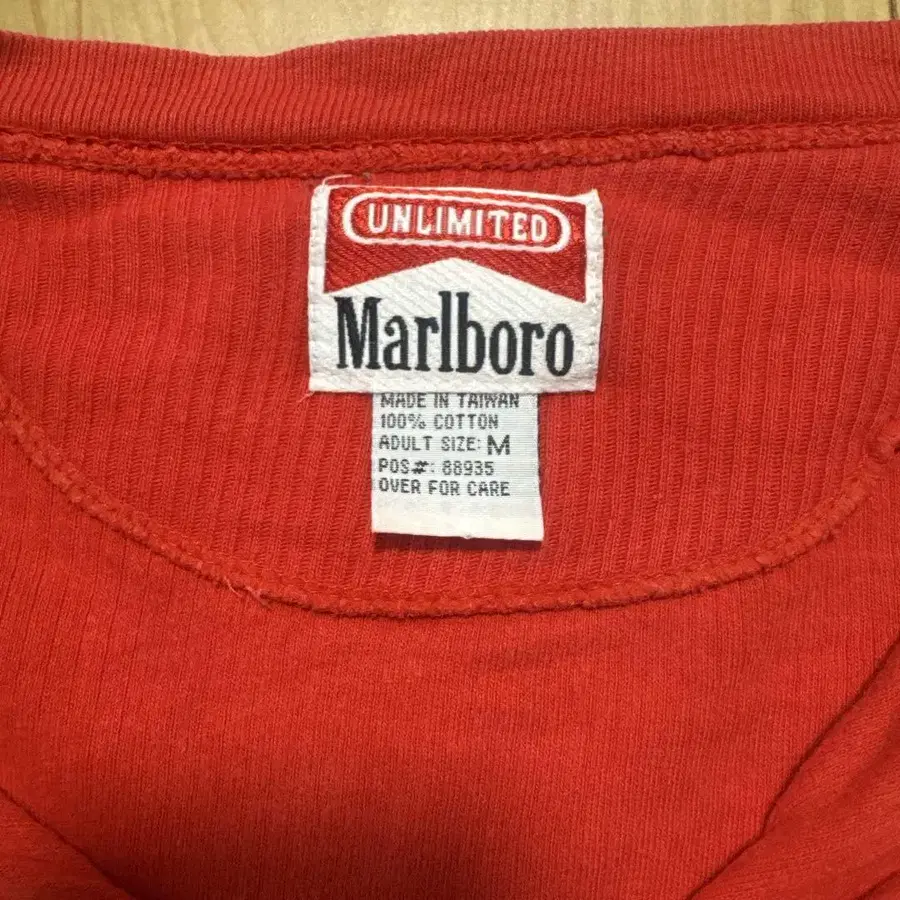 UNLIMITED
Marlboro
MADE IN TAIWAN
100% COTTON
ADULT SIZE: M
POS#: 88935
OVER FOR CARE